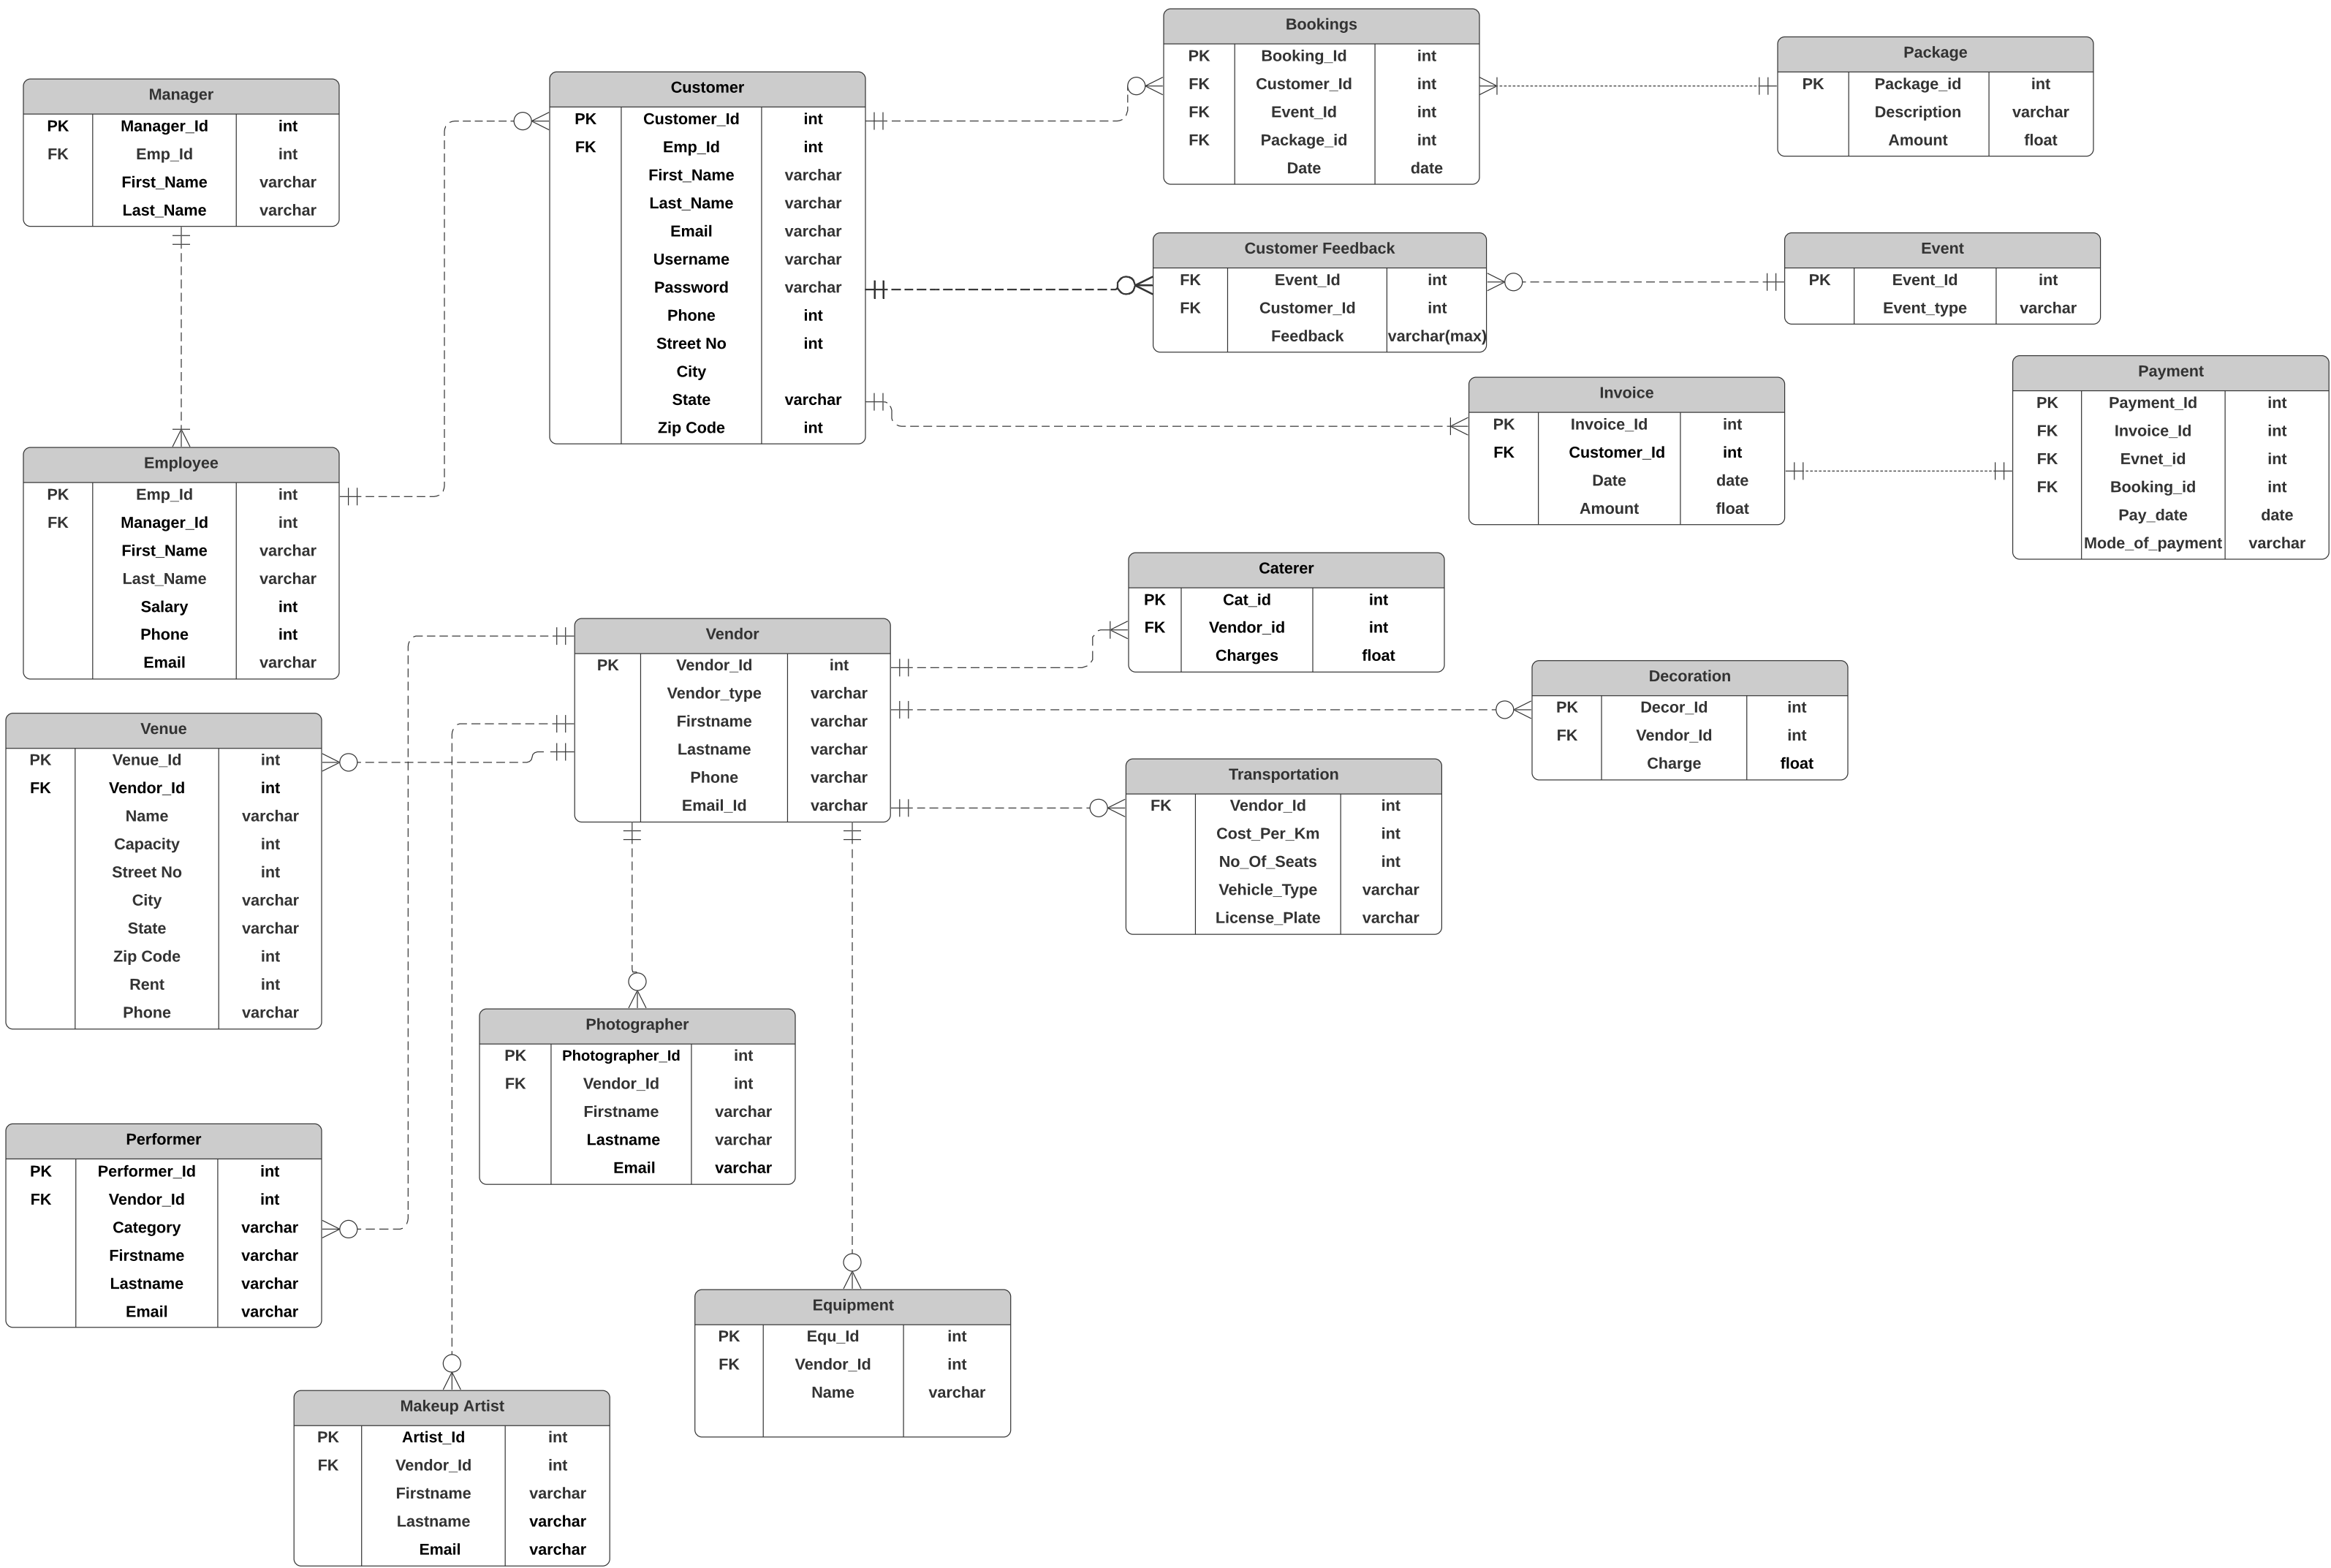 Manager
PK Manager_Id int
FK Emp_Id int
First_Name varchar
Last_Name varchar
Employee
PK Emp_Id int
FK Manager_Id int
First_Name varchar
Last_Name varchar
Salary int
Phone int
Email varchar
Customer
PK Customer_Id int
FK Emp_Id int
First_Name varchar
Last_Name varchar
Email varchar
Username varchar
Password varchar
Phone int
Street No int
City
State varchar
Zip Code int
Bookings
PK Booking_Id int
FK Customer_Id int
FK Event_Id int
FK Package_id int
Date date
Package
PK Package_id int
Description varchar
Amount float
Customer Feedback
FK Event_Id int
FK Customer_Id int
Feedback varchar(max)
Event
PK Event_Id int
Event_type varchar
Invoice
PK Invoice_Id int
FK Customer_Id int
Date date
Amount float
Payment
PK Payment_Id int
FK Invoice_Id int
FK Evnet_id int
FK Booking_id int
Pay_date date
Mode_of_payment varchar
Vendor
PK Vendor_Id int
Vendor_type varchar
Firstname varchar
Lastname varchar
Phone varchar
Email_Id varchar
Caterer
PK Cat_id int
FK Vendor_id int
Charges float
Decoration
PK Decor_Id int
FK Vendor_Id int
Charge float
Transportation
FK Vendor_Id int
Cost_Per_Km int
No_Of_Seats int
Vehicle_Type varchar
License_Plate varchar
Venue
PK Venue_Id int
FK Vendor_Id int
Name varchar
Capacity int
Street No int
City varchar
State varchar
Zip Code int
Rent int
Phone varchar
Photographer
PK Photographer_Id int
FK Vendor_Id int
Firstname varchar
Lastname varchar
Email varchar
Performer
PK Performer_Id int
FK Vendor_Id int
Category varchar
Firstname varchar
Lastname varchar
Email varchar
Equipment
PK Equ_Id int
FK Vendor_Id int
Name varchar
Makeup Artist
PK Artist_Id int
FK Vendor_Id int
Firstname varchar
Lastname varchar
Email varchar